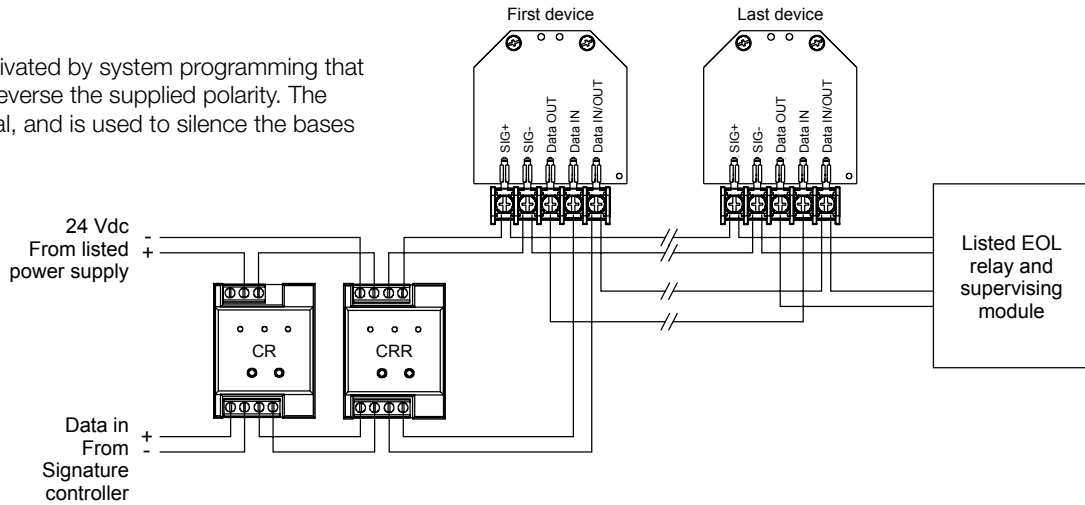 First device
Last device
ivated by system programming that
everse the supplied polarity. The
al, and is used to silence the bases
SIG+
SIG-
Data OUT
Data IN
Data IN/OUT
SIG+
SIG-
Data OUT
Data IN
Data IN/OUT
24 Vdc -
From listed +
power supply
Listed EOL
relay and
supervising
module
CR
CRR
Data in +
From -
Signature
controller